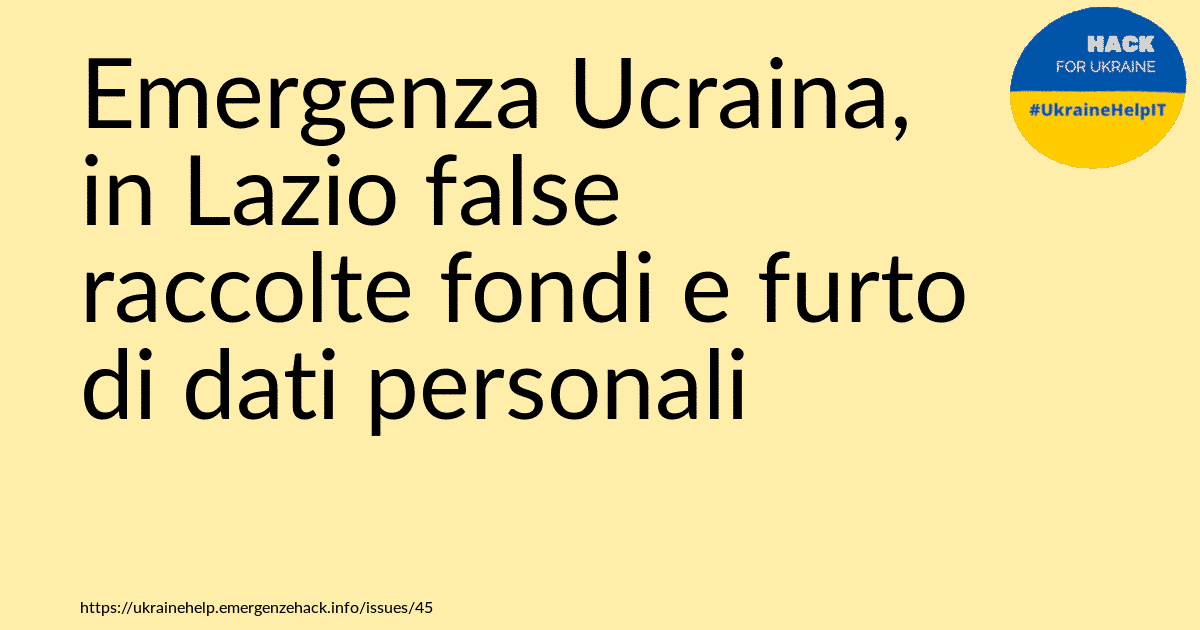 Emergenza Ucraina,
in Lazio false
raccolte fondi e furto
di dati personali
HACK
FOR UKRAINE
#UkraineHelpIT
https://ukrainehelp.emergenzehack.info/issues/45